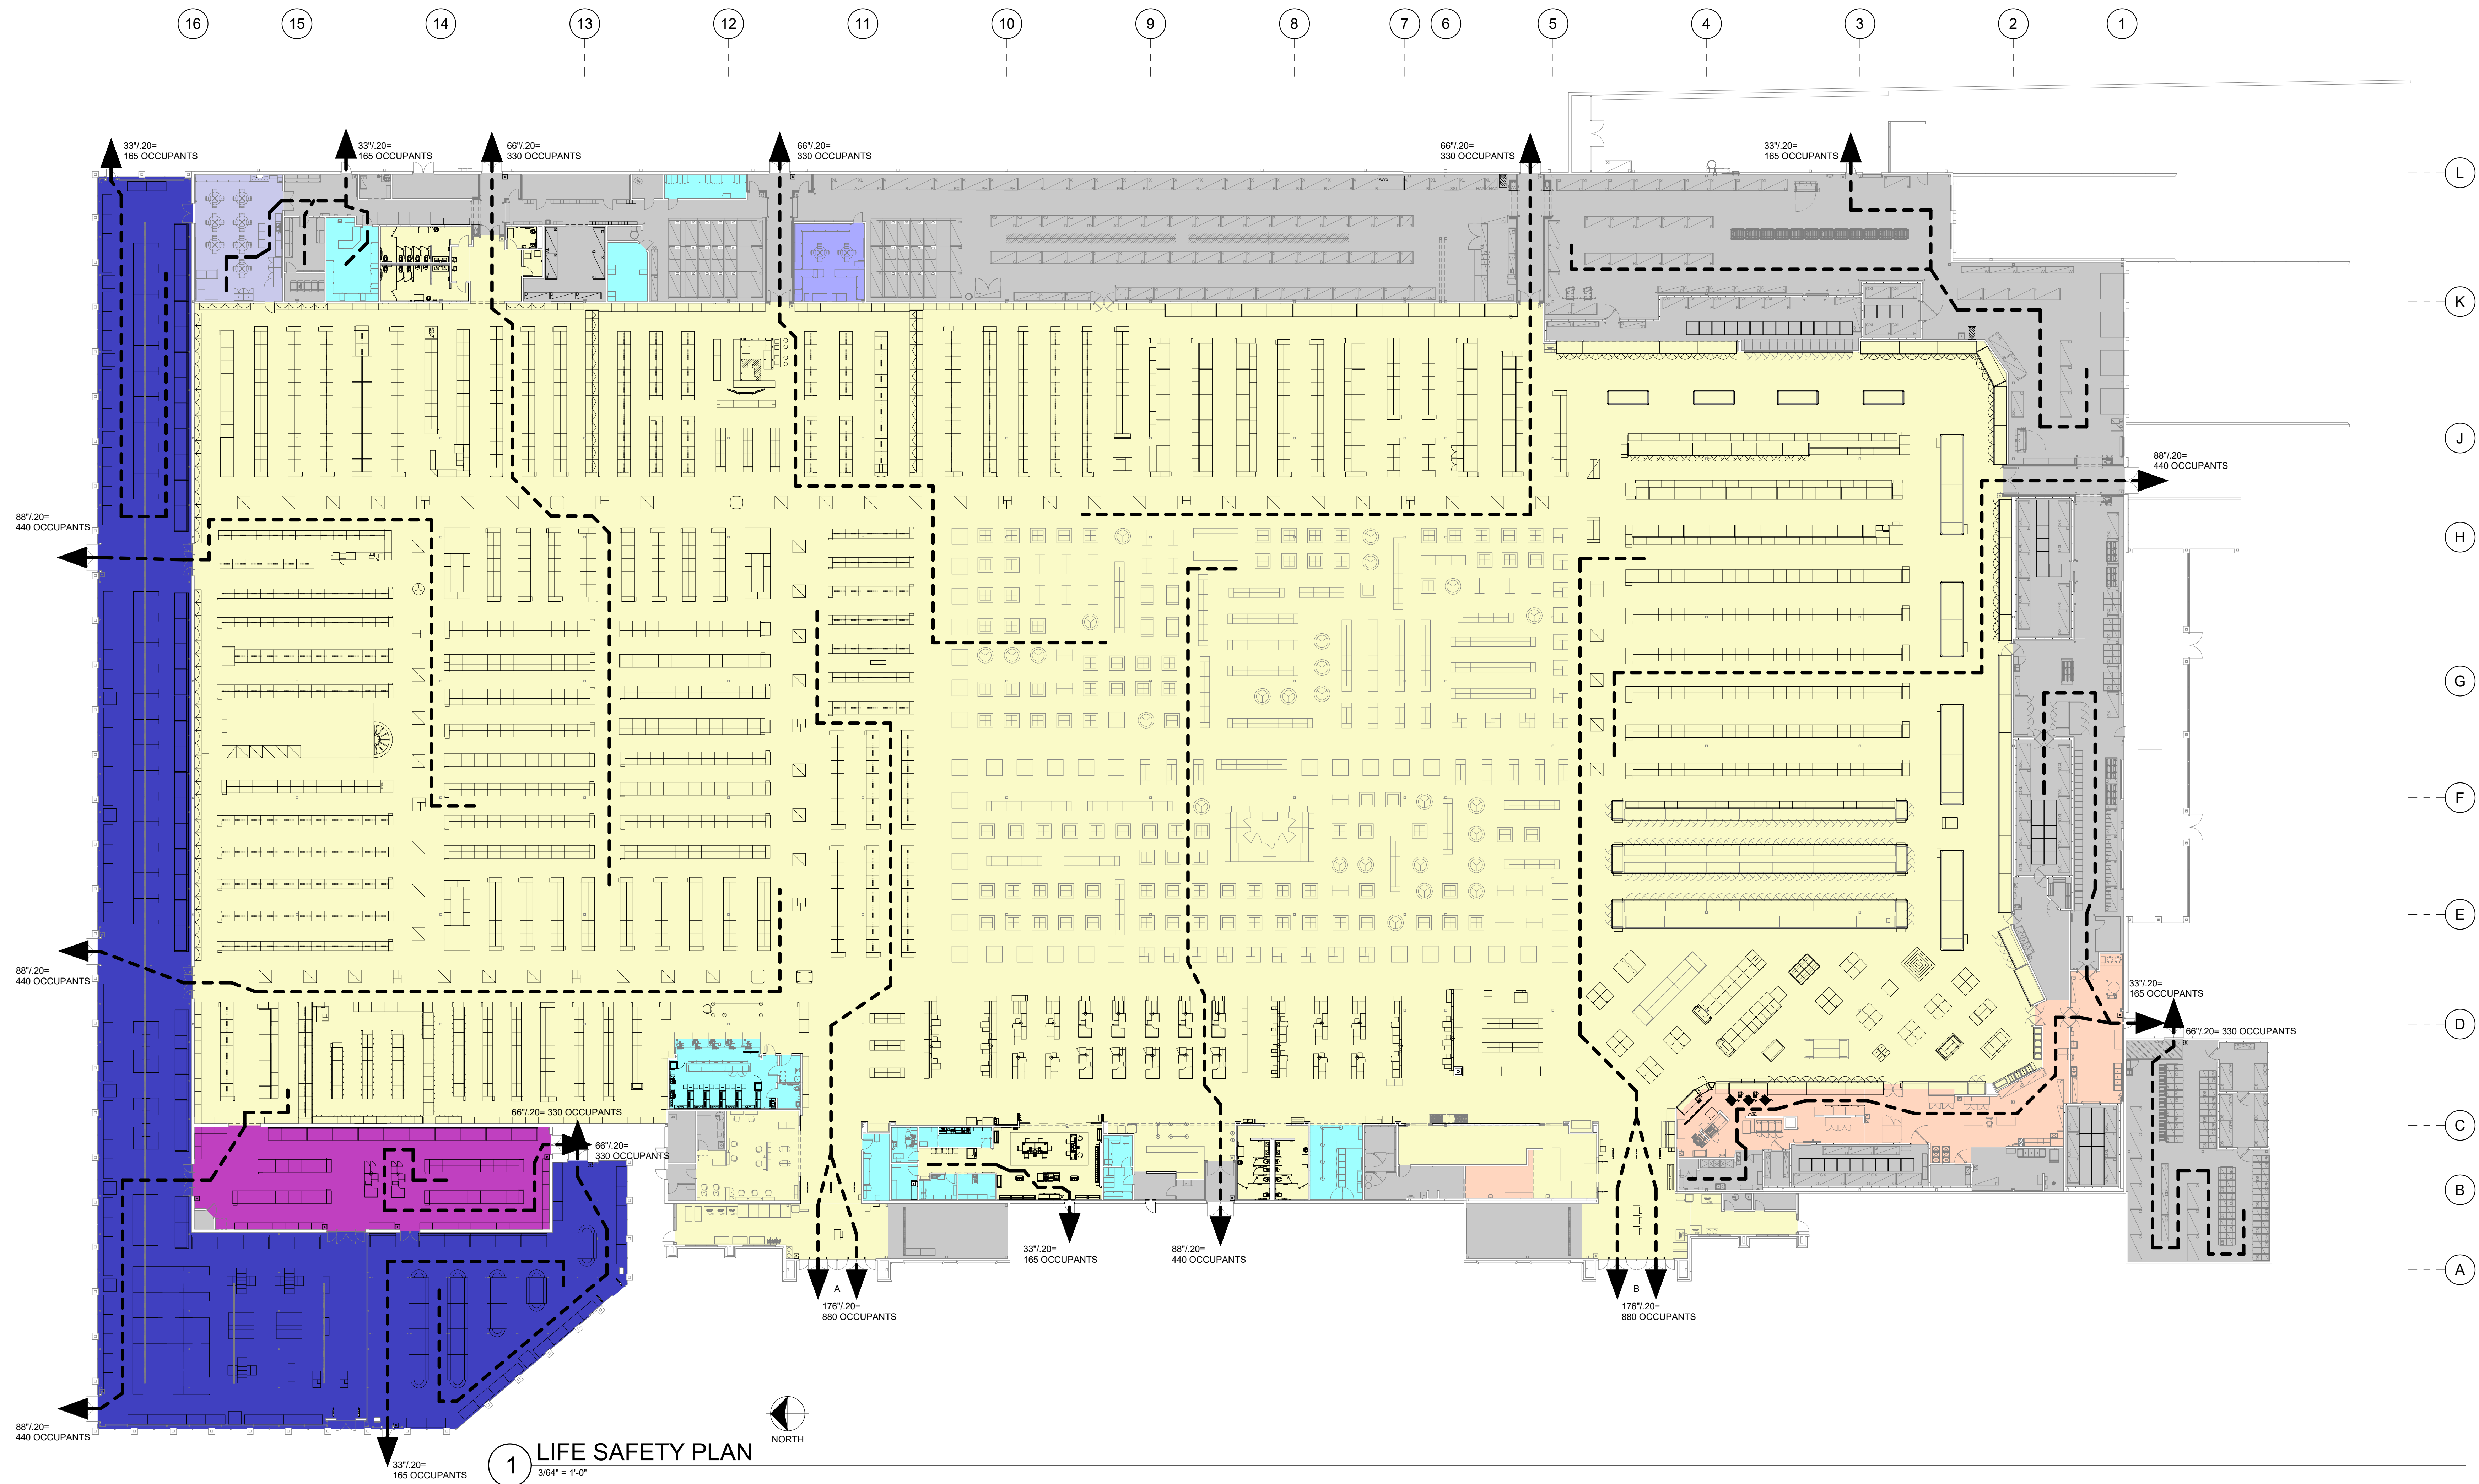 16 15 14 13 12 11 10 9 8 7 6 5 4 3 2 1
33"/.20=
165 OCCUPANTS
33"/.20=
165 OCCUPANTS
66"/.20=
330 OCCUPANTS
66"/.20=
330 OCCUPANTS
66"/.20=
330 OCCUPANTS
33"/.20=
165 OCCUPANTS
L
K
J
88"/.20=
440 OCCUPANTS
88"/.20=
440 OCCUPANTS
H
G
F
E
88"/.20=
440 OCCUPANTS
33"/.20=
165 OCCUPANTS
D
66"/.20= 330 OCCUPANTS
66"/.20= 330 OCCUPANTS
C
66"/.20=
330 OCCUPANTS
B
33"/.20=
165 OCCUPANTS
88"/.20=
440 OCCUPANTS
A
A
B
176"/.20=
880 OCCUPANTS
176"/.20=
880 OCCUPANTS
88"/.20=
440 OCCUPANTS
NORTH
33"/.20=
165 OCCUPANTS
1
LIFE SAFETY PLAN
3/64" = 1'-0"